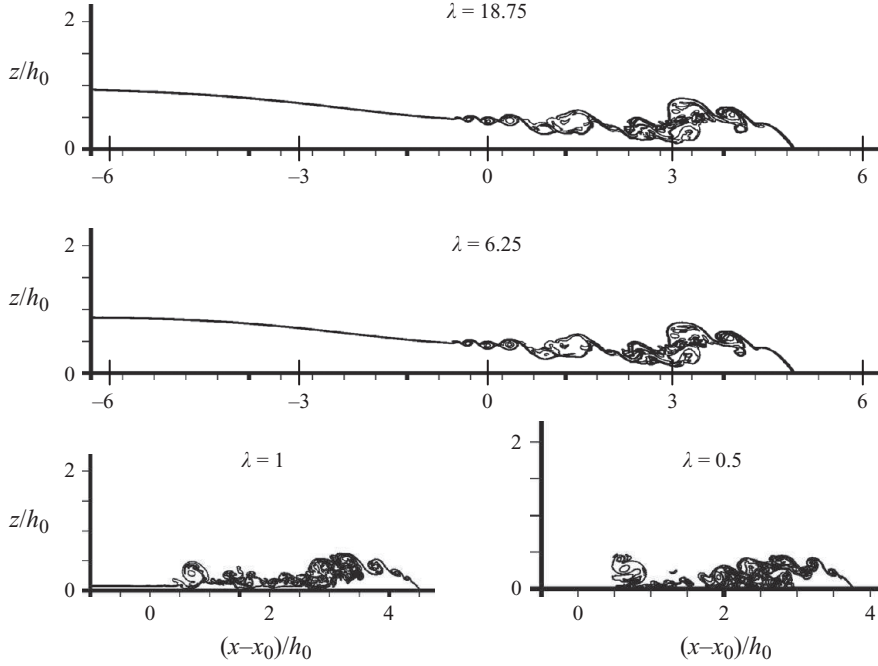 λ = 18.75
2
z/h₀
0
−6 −3 0 3 6
λ = 6.25
2
z/h₀
0
−6 −3 0 3 6
λ = 1
2
z/h₀
0
0 2 4
(x–x₀)/h₀
λ = 0.5
2
0
0 2 4
(x–x₀)/h₀